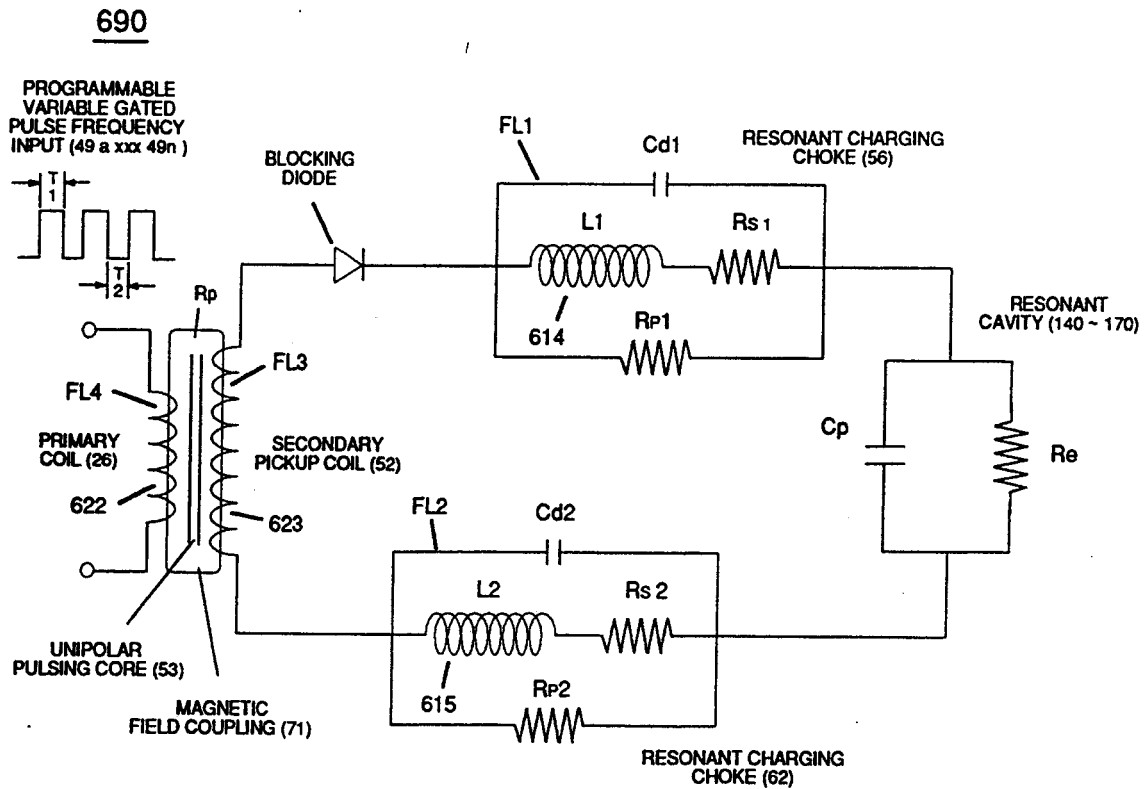 690
PROGRAMMABLE
VARIABLE GATED
PULSE FREQUENCY
INPUT (49 a xxx 49n )
T
1
T
2
BLOCKING
DIODE
FL1
Cd1
RESONANT CHARGING
CHOKE (56)
L1
Rs 1
614
RP1
Rp
FL3
FL4
PRIMARY
COIL (26)
SECONDARY
PICKUP COIL (52)
622
623
RESONANT
CAVITY (140 ~ 170)
Cp
Re
FL2
Cd2
L2
Rs 2
615
RP2
UNIPOLAR
PULSING CORE (53)
MAGNETIC
FIELD COUPLING (71)
RESONANT CHARGING
CHOKE (62)